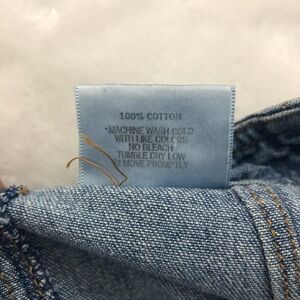 100% COTTON
MACHINE WASH COLD
WITH LIKE COLORS
NO BLEACH
TUMBLE DRY LOW
REMOVE PROMPTLY